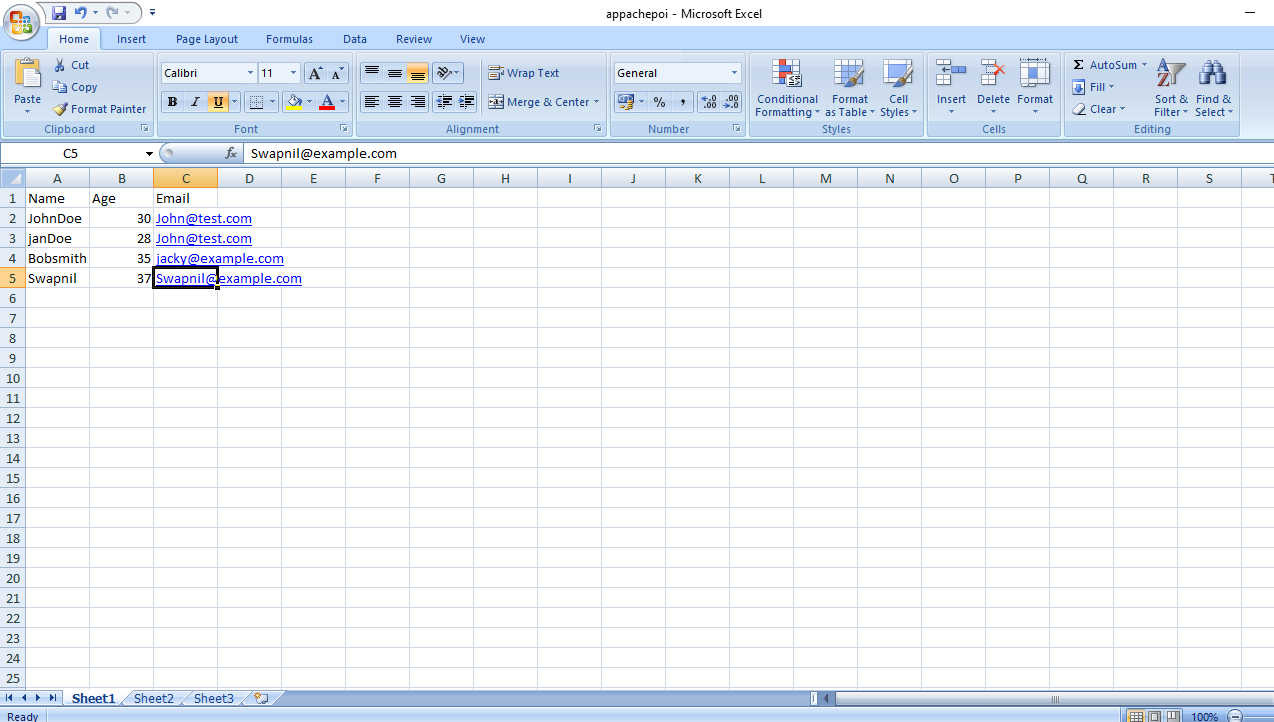 appachepoi - Microsoft Excel
Home Insert Page Layout Formulas Data Review View
Cut
Copy
Format Painter
Paste
Clipboard
Calibri 11
B I U
Font
Wrap Text
Merge & Center
Alignment
General
% ,
Number
Conditional Formatting
Format as Table
Cell Styles
Styles
Insert Delete Format
Cells
Σ AutoSum
Fill
Clear
Sort & Filter
Find & Select
Editing
C5 fx Swapnil@example.com
A B C D E F G H I J K L M N O P Q R S T
1 Name Age Email
2 JohnDoe 30 John@test.com
3 janDoe 28 John@test.com
4 Bobsmith 35 jacky@example.com
5 Swapnil 37 Swapnil@example.com
6
7
8
9
10
11
12
13
14
15
16
17
18
19
20
21
22
23
24
25
Sheet1 Sheet2 Sheet3
Ready 100%